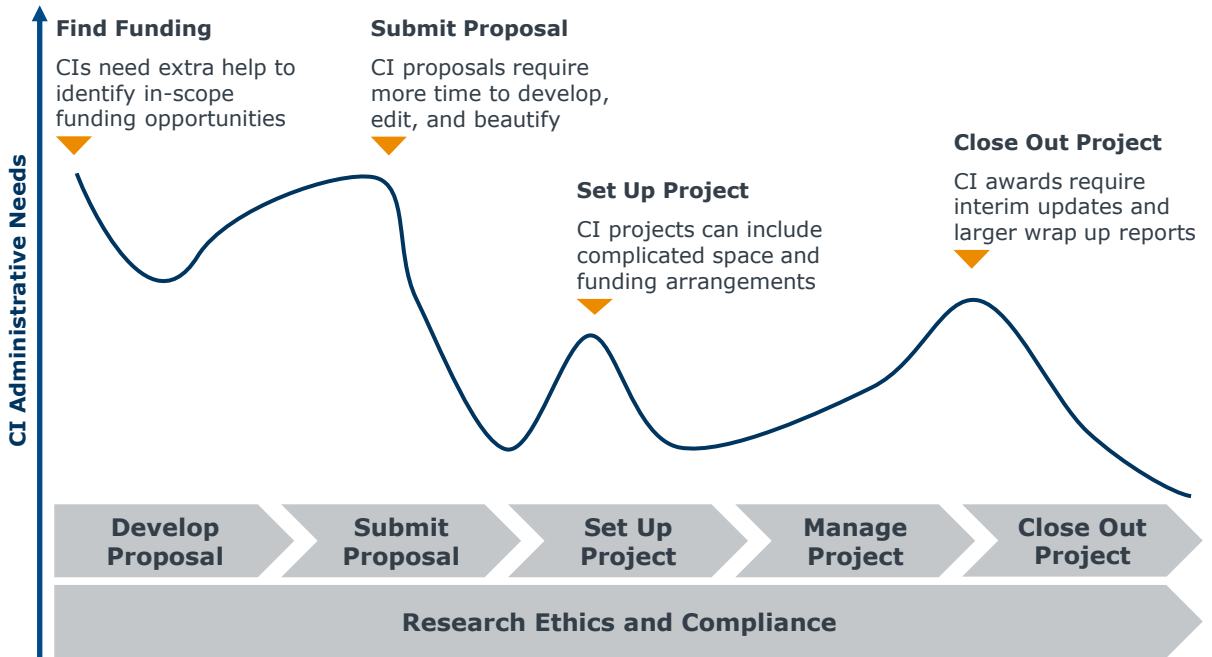 Find Funding
CIs need extra help to
identify in-scope
funding opportunities
Submit Proposal
CI proposals require
more time to develop,
edit, and beautify
Set Up Project
CI projects can include
complicated space and
funding arrangements
Close Out Project
CI awards require
interim updates and
larger wrap up reports
CI Administrative Needs
Develop
Proposal
Submit
Proposal
Set Up
Project
Manage
Project
Close Out
Project
Research Ethics and Compliance